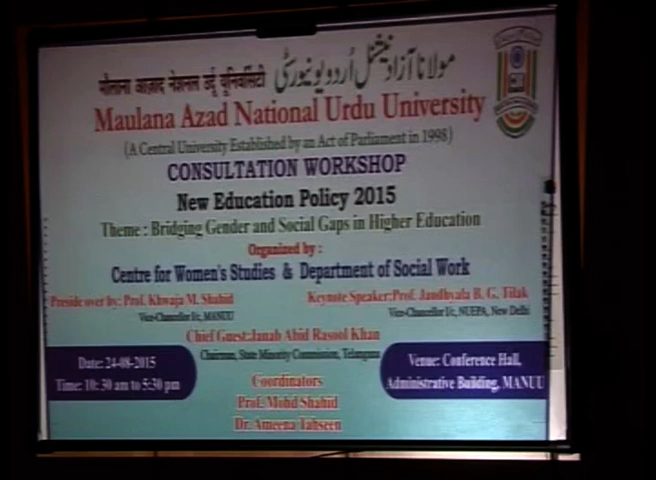 مولانا آزاد نیشنل اُردو یونیورسٹی
मौलाना आज़ाद नेशनल उर्दू यूनिवर्सिटी
Maulana Azad National Urdu University
(A Central University Established by an Act of Parliament in 1998)
CONSULTATION WORKSHOP
New Education Policy 2015
Theme : Bridging Gender and Social Gaps in Higher Education
Organized by :
Centre for Women's Studies & Department of Social Work
Preside over by: Prof. Khwaja M. Shahid
Vice-Chancellor I/c, MANUU
Keynote Speaker:Prof. Jandhyala B. G. Tilak
Vice-Chancellor I/c, NUEPA, New Delhi
Chief Guest:Janab Abid Rasool Khan
Chairman, State Minority Commission, Telangana
Date: 24-08-2015
Time: 10:30 am to 5:30 pm
Venue: Conference Hall,
Administrative Building, MANUU
Coordinators
Prof. Mohd Shahid
Dr. Ameena Tahseen